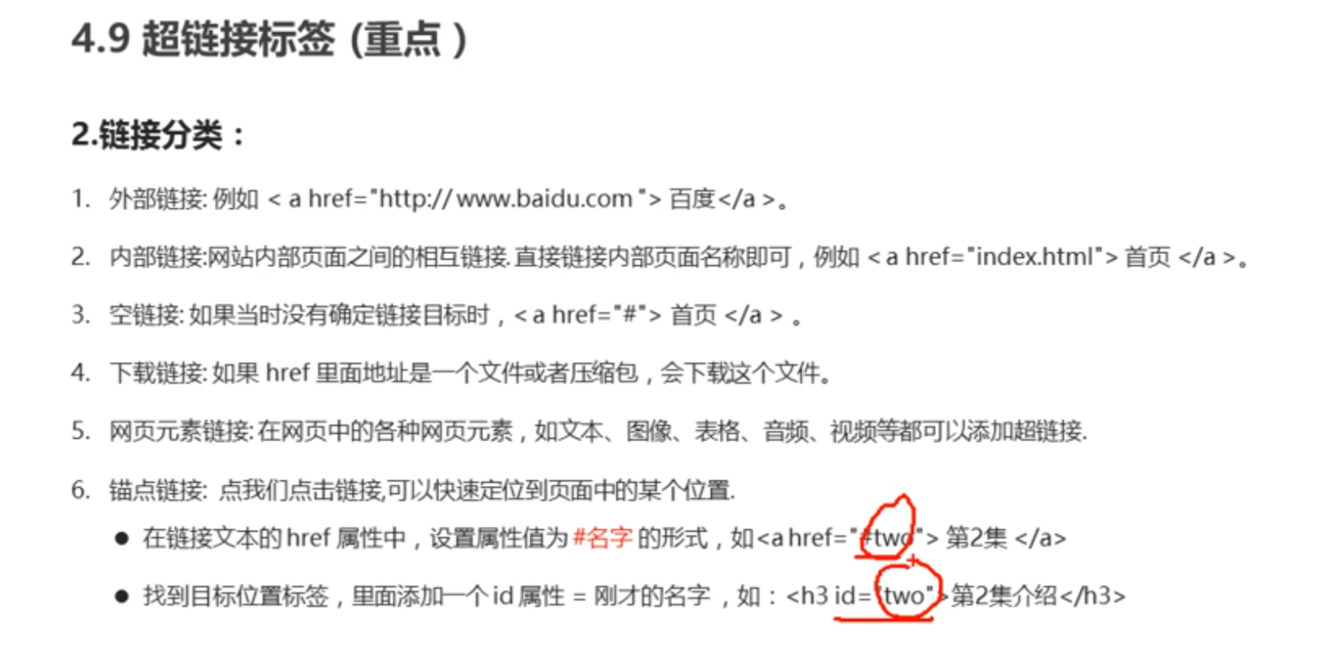 4.9 超链接标签 (重点 )
2.链接分类：
1. 外部链接: 例如 < a href="http:// www.baidu.com "> 百度</a >。
2. 内部链接:网站内部页面之间的相互链接. 直接链接内部页面名称即可，例如 < a href="index.html"> 首页 </a >。
3. 空链接: 如果当时没有确定链接目标时，< a href="#"> 首页 </a > 。
4. 下载链接: 如果 href 里面地址是一个文件或者压缩包，会下载这个文件。
5. 网页元素链接: 在网页中的各种网页元素，如文本、图像、表格、音频、视频等都可以添加超链接.
6. 锚点链接: 点我们点击链接,可以快速定位到页面中的某个位置.
● 在链接文本的 href 属性中，设置属性值为 #名字 的形式，如<a href="#two"> 第2集 </a>
● 找到目标位置标签，里面添加一个 id 属性 = 刚才的名字 ，如：<h3 id="two">第2集介绍</h3>